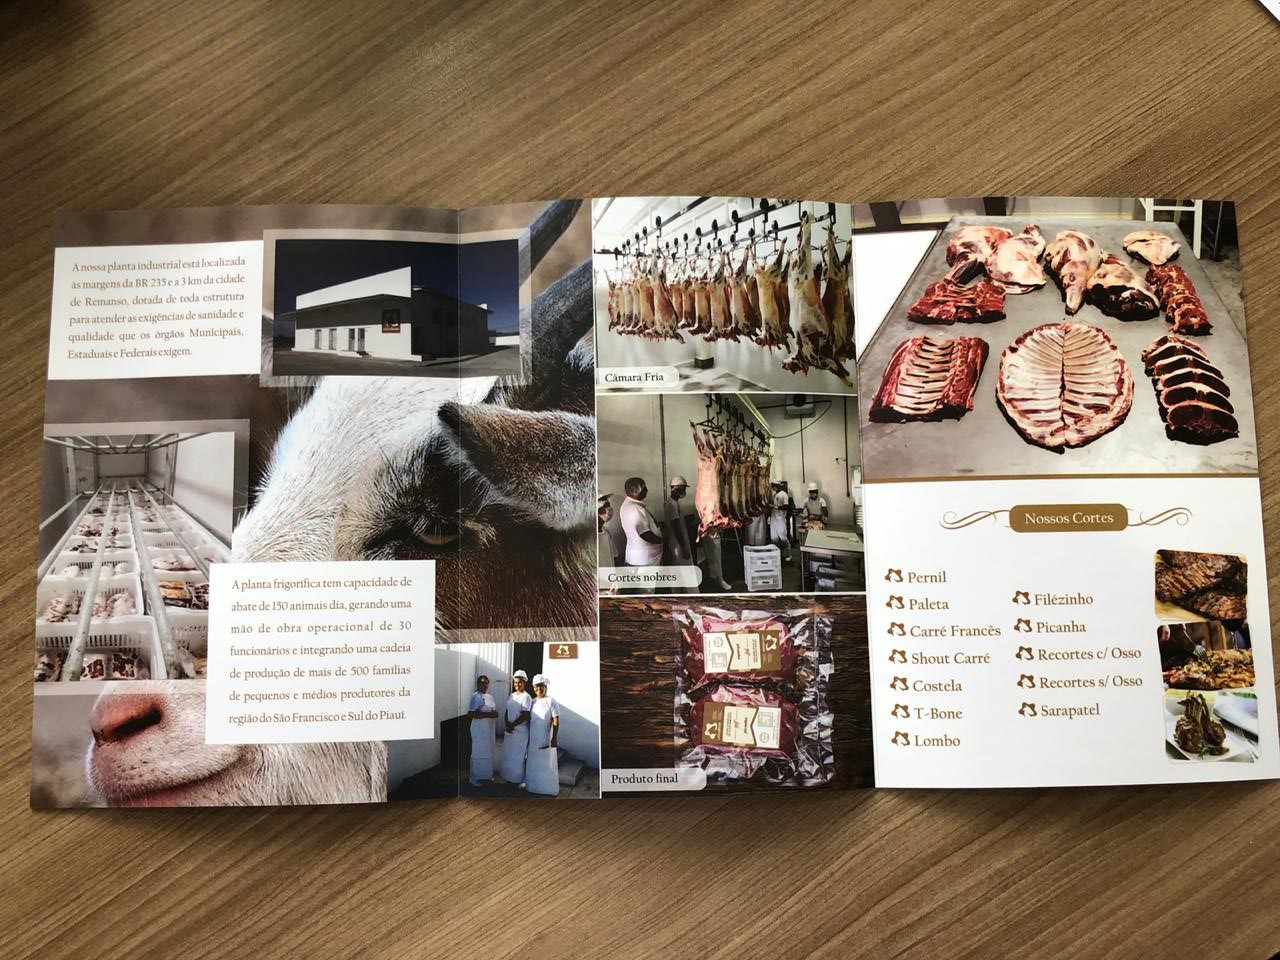 A nossa planta industrial está localizada
às margens da BR 235 e a 3 km da cidade
de Remanso, dotada de toda estrutura
para atender as exigências de sanidade e
qualidade que os órgãos Municipais,
Estaduais e Federais exigem.
A planta frigorífica tem capacidade de
abate de 150 animais dia, gerando uma
mão de obra operacional de 30
funcionários e integrando uma cadeia
de produção de mais de 500 famílias
de pequenos e médios produtores da
região do São Francisco e Sul do Piauí.
Câmara Fria
Cortes nobres
Produto final
Nossos Cortes
Pernil
Paleta
Carré Francês
Shout Carré
Costela
T-Bone
Lombo
Filézinho
Picanha
Recortes c/ Osso
Recortes s/ Osso
Sarapatel